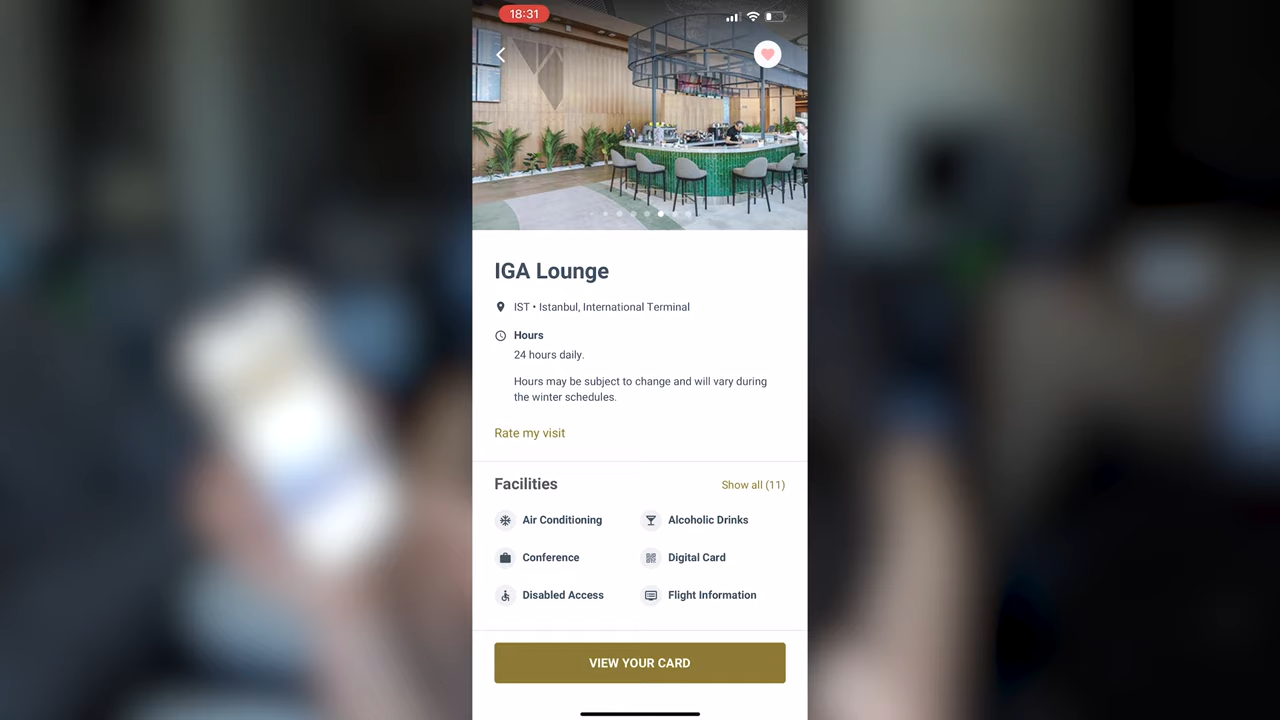 18:31
IGA Lounge
IST • Istanbul, International Terminal
Hours
24 hours daily.
Hours may be subject to change and will vary during
the winter schedules.
Rate my visit
Facilities
Show all (11)
Air Conditioning
Alcoholic Drinks
Conference
Digital Card
Disabled Access
Flight Information
VIEW YOUR CARD